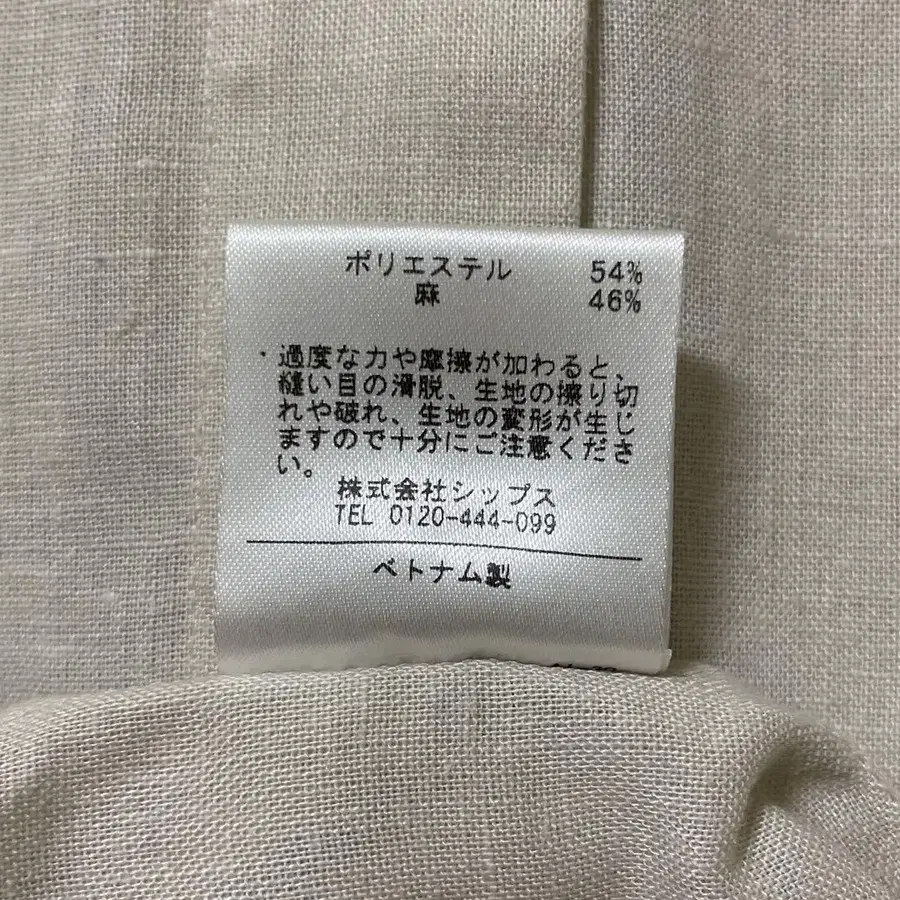 ポリエステル 54%
麻 46%
・過度な力や摩擦が加わると、
縫い目の滑脱、生地の擦り切
れや破れ、生地の変形が生じ
ますので十分にご注意くださ
い。
株式会社シップス
TEL 0120-444-099
ベトナム製